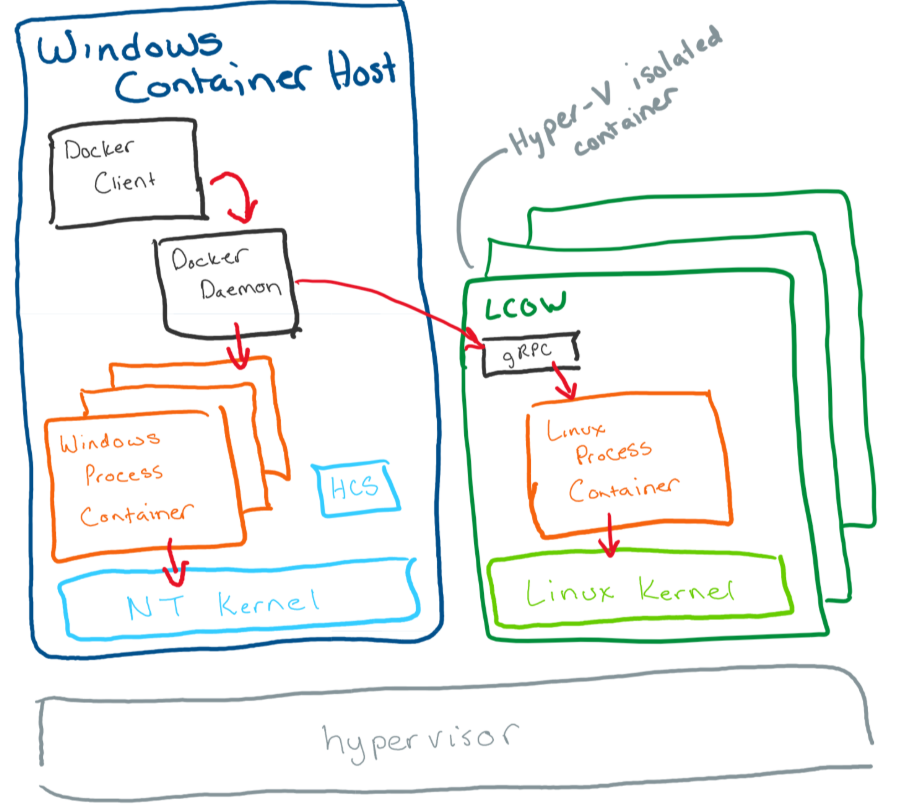 Windows
Container Host
Docker
Client
Docker
Daemon
Windows
Process
Container
HCS
NT Kernel
Hyper-V isolated
container
LCOW
gRPC
Linux
Process
Container
Linux Kernel
hypervisor